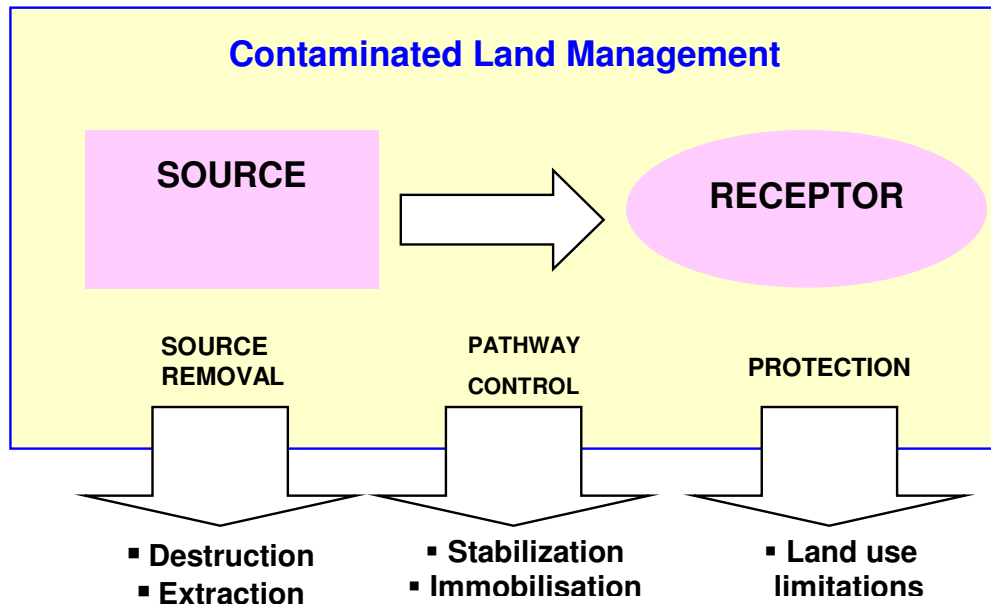 Contaminated Land Management
SOURCE
RECEPTOR
SOURCE
REMOVAL
PATHWAY
CONTROL
PROTECTION
▪ Destruction
▪ Extraction
▪ Stabilization
▪ Immobilisation
▪ Land use
limitations